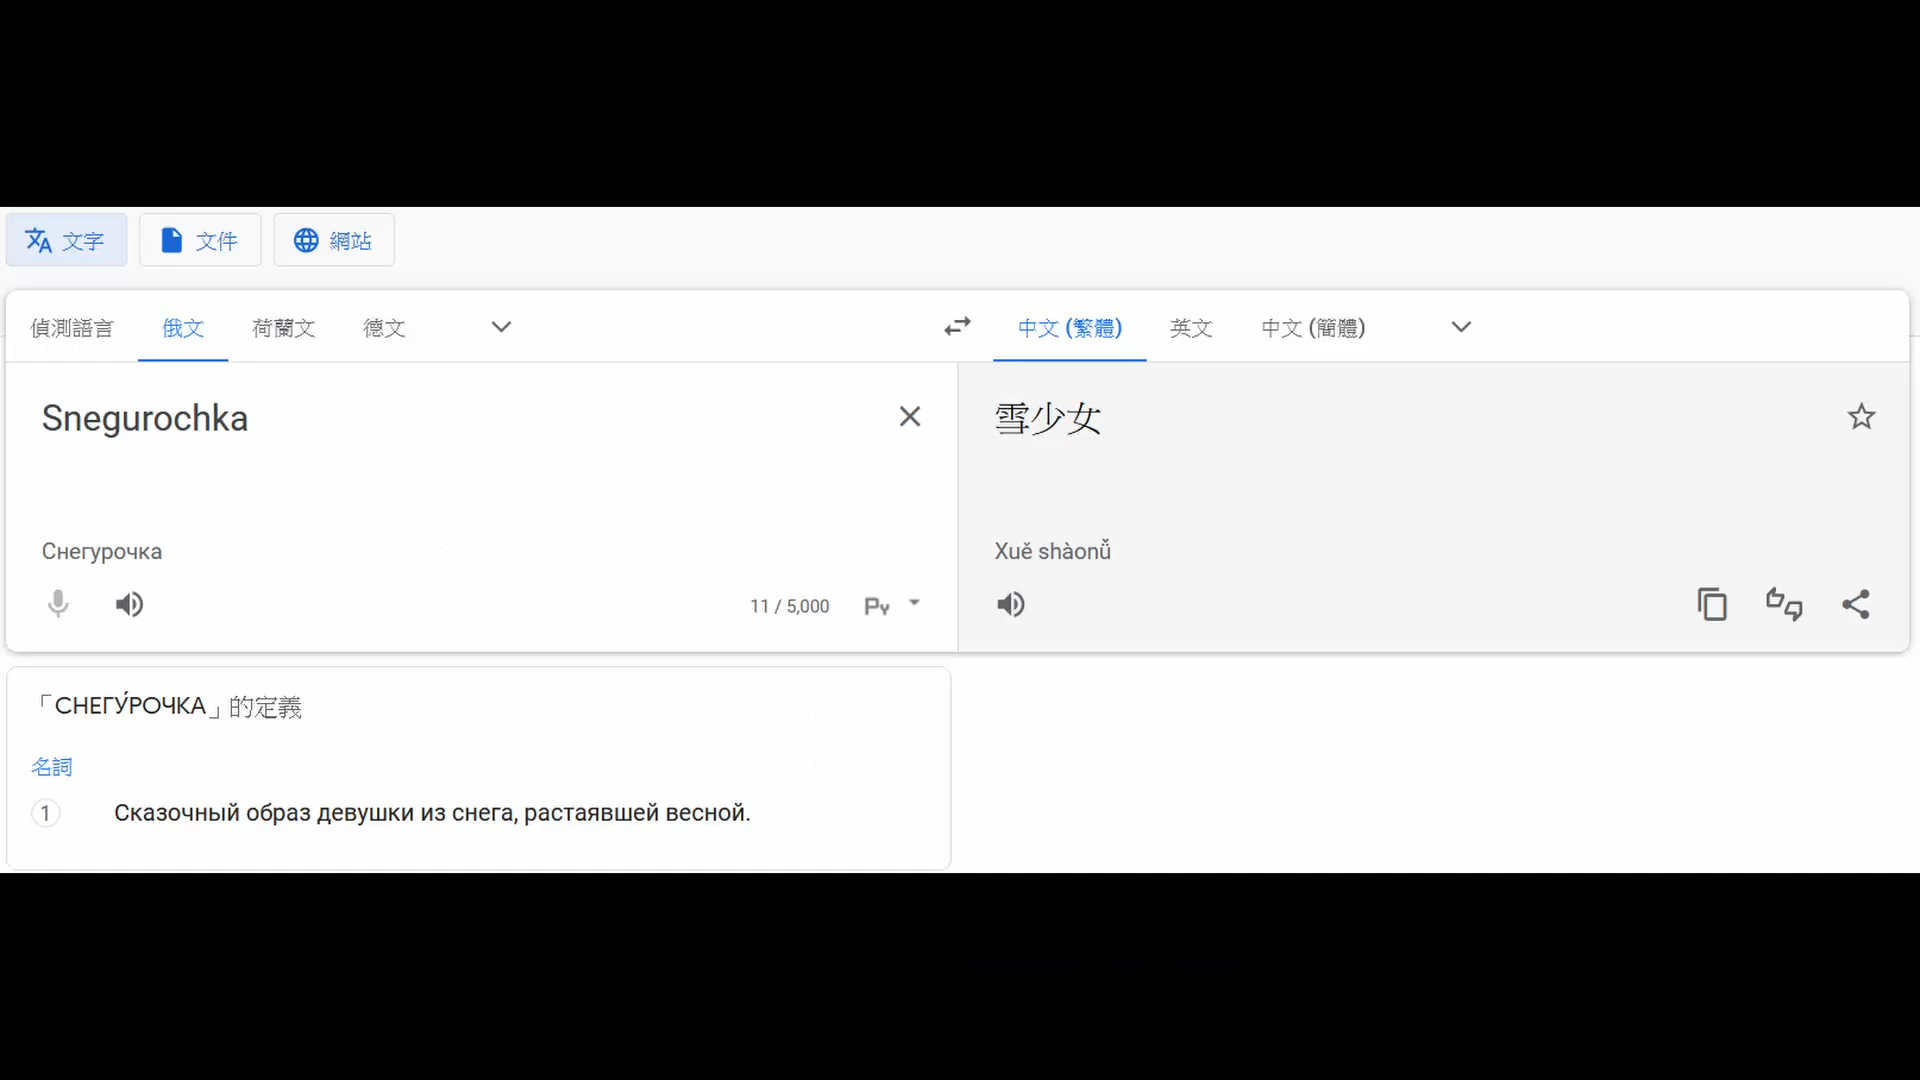 文字 文件 網站
偵測語言 俄文 荷蘭文 德文 中文 (繁體) 英文 中文 (簡體)
Snegurochka 雪少女
Снегурочка Xuě shàonǚ
11 / 5,000 Ру
「СНЕГУ́РОЧКА」的定義
名詞
1 Сказочный образ девушки из снега, растаявшей весной.